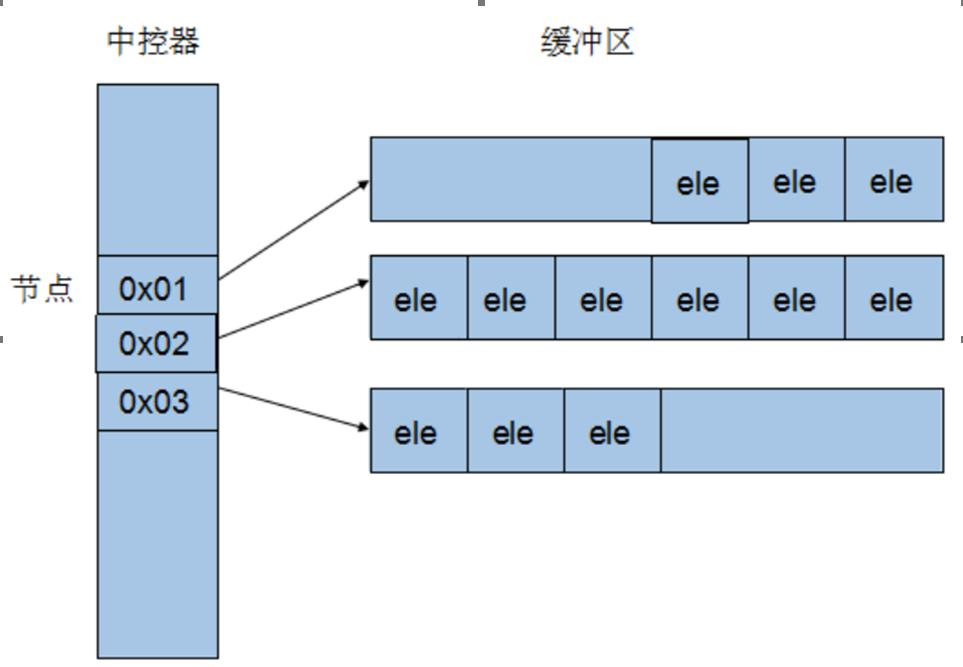 中控器
缓冲区
ele ele ele
节点
0x01
ele ele ele ele ele ele
0x02
0x03
ele ele ele